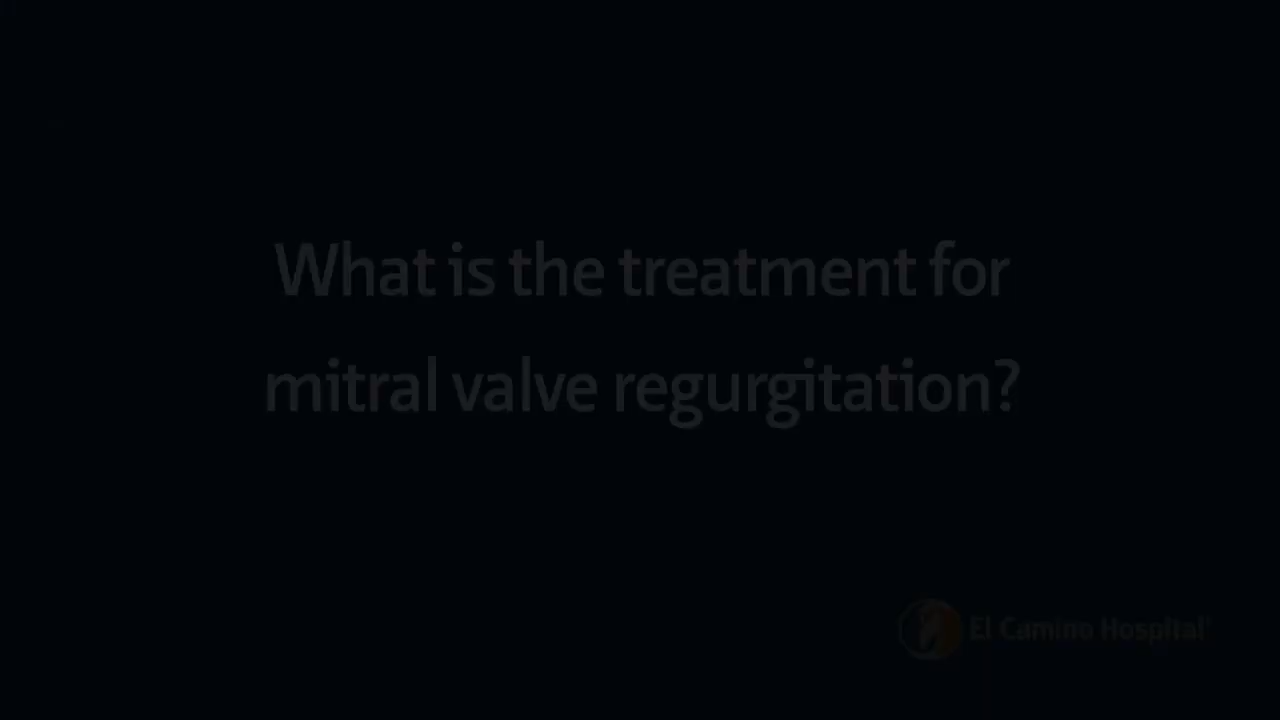 What is the treatment for
mitral valve regurgitation?
El Camino Hospital